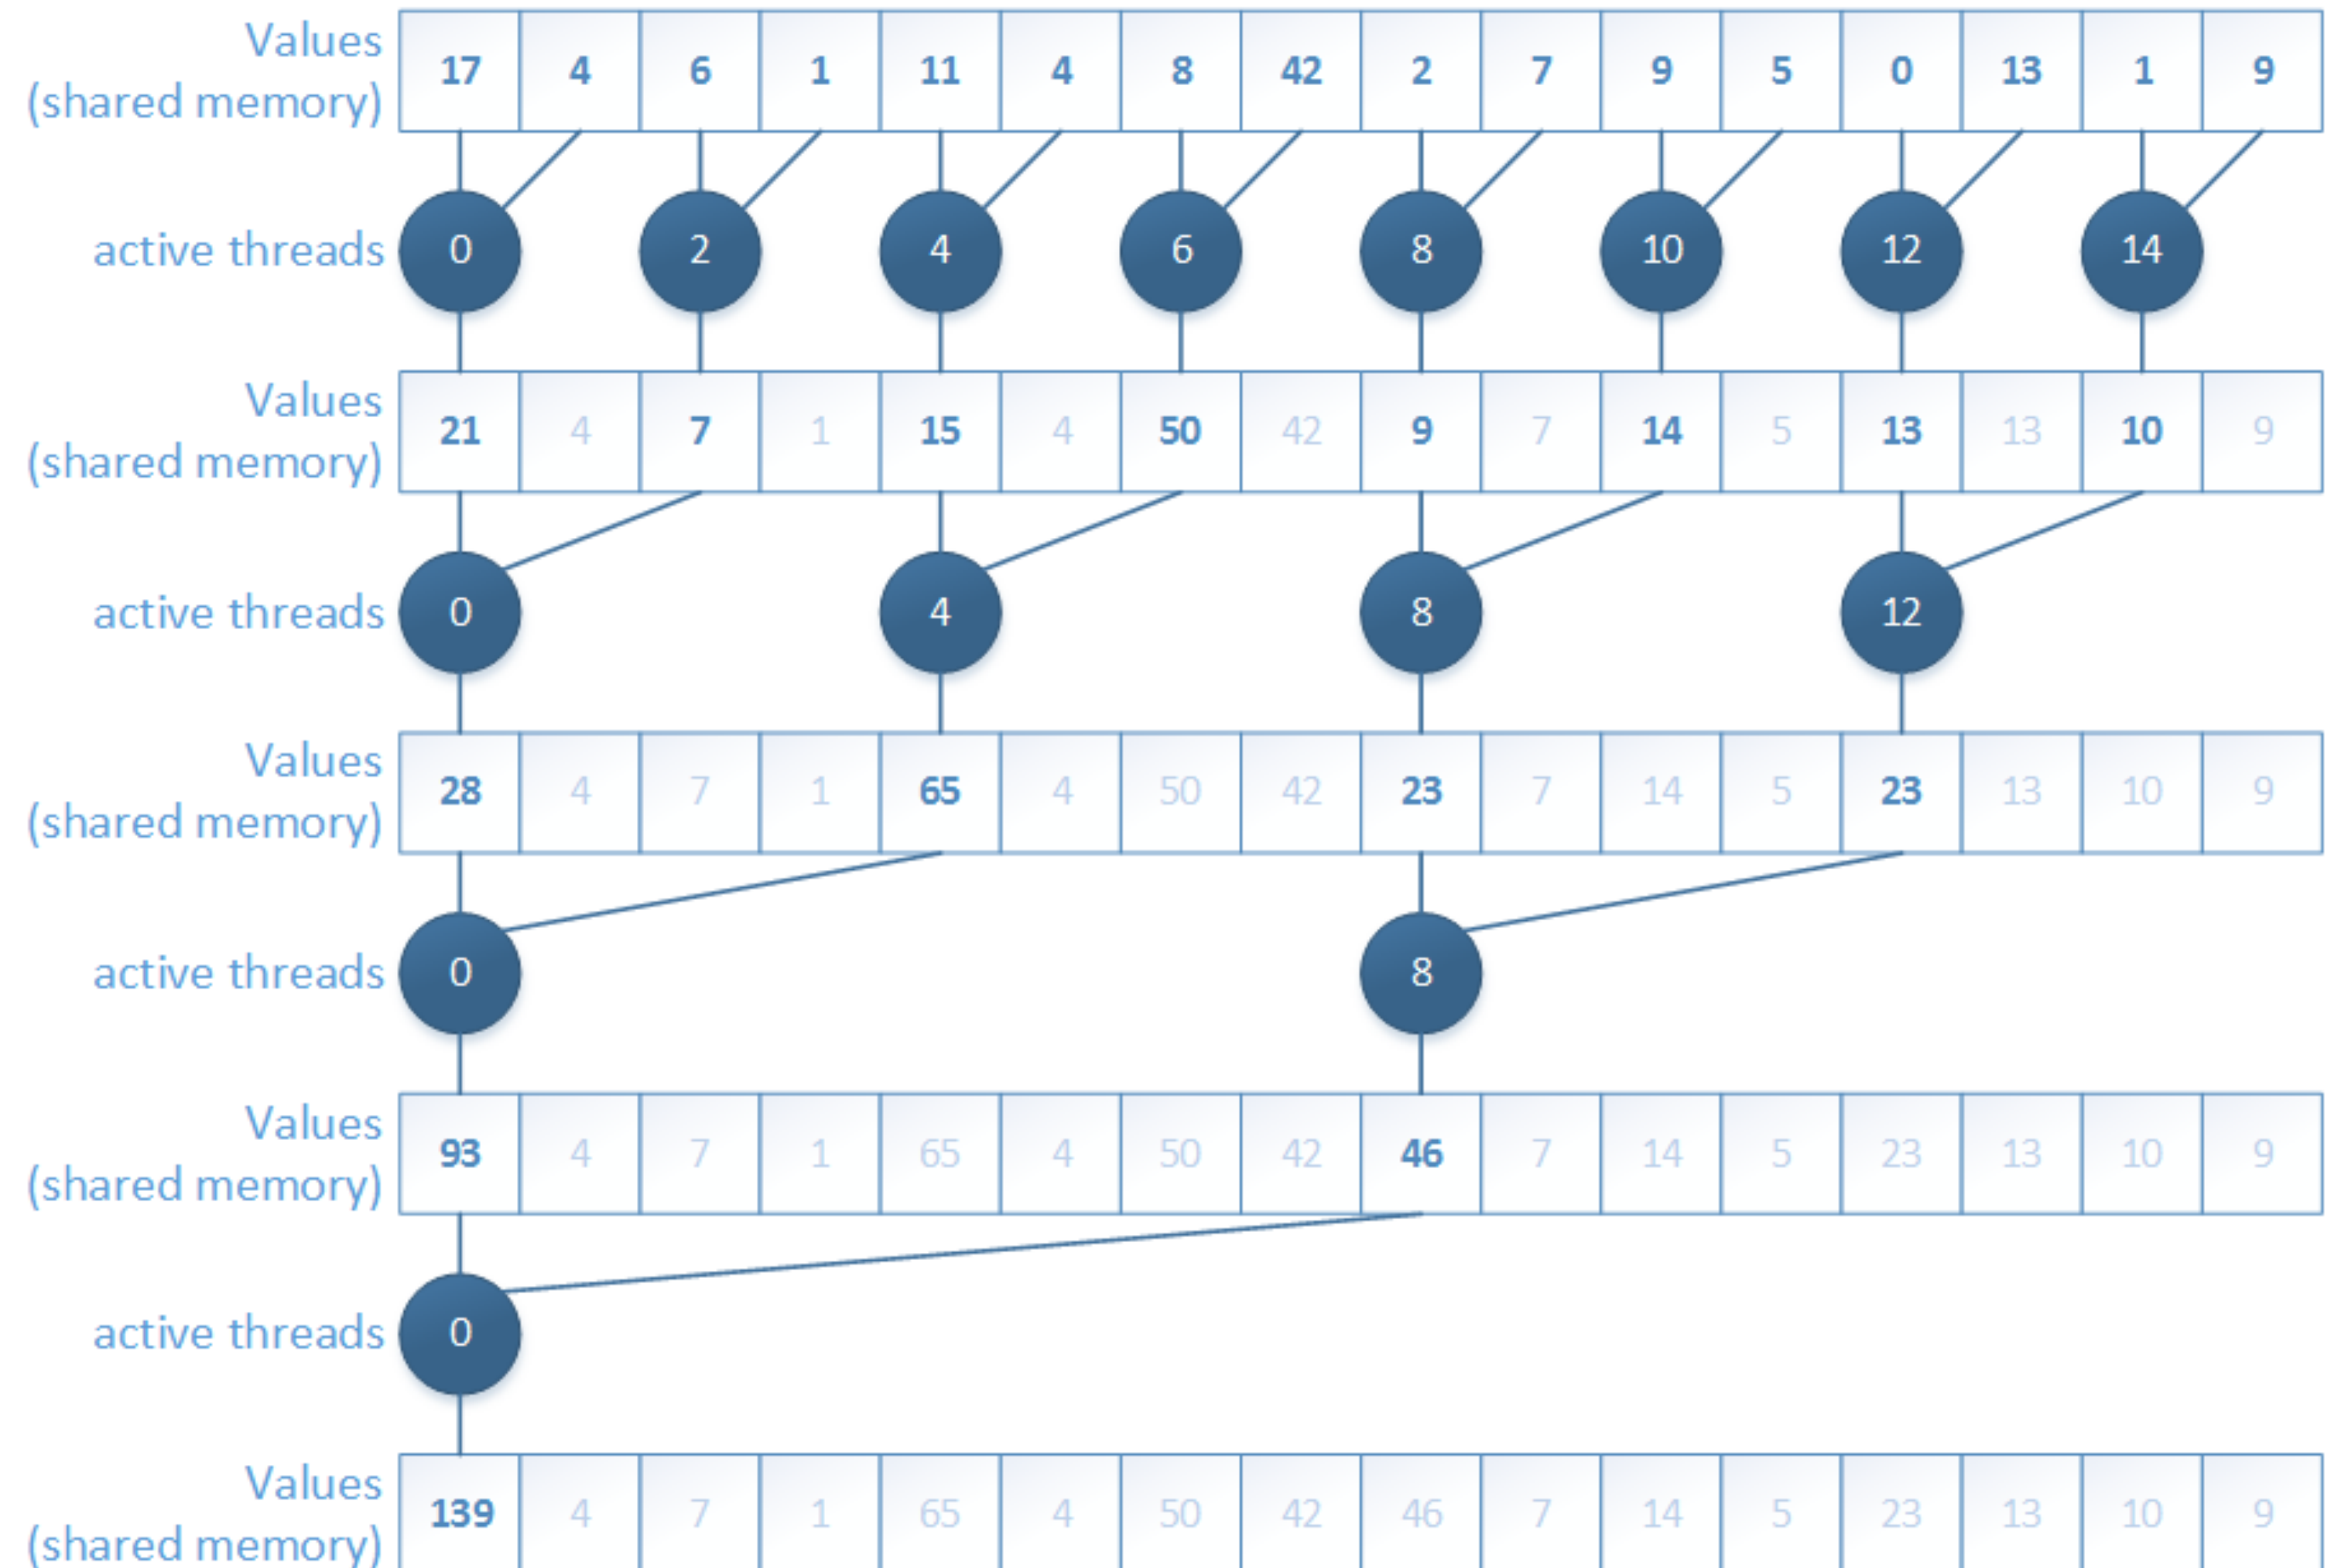 Values
(shared memory)
17 4 6 1 11 4 8 42 2 7 9 5 0 13 1 9
active threads
0 2 4 6 8 10 12 14
Values
(shared memory)
21 4 7 1 15 4 50 42 9 7 14 5 13 13 10 9
active threads
0 4 8 12
Values
(shared memory)
28 4 7 1 65 4 50 42 23 7 14 5 23 13 10 9
active threads
0 8
Values
(shared memory)
93 4 7 1 65 4 50 42 46 7 14 5 23 13 10 9
active threads
0
Values
(shared memory)
139 4 7 1 65 4 50 42 46 7 14 5 23 13 10 9